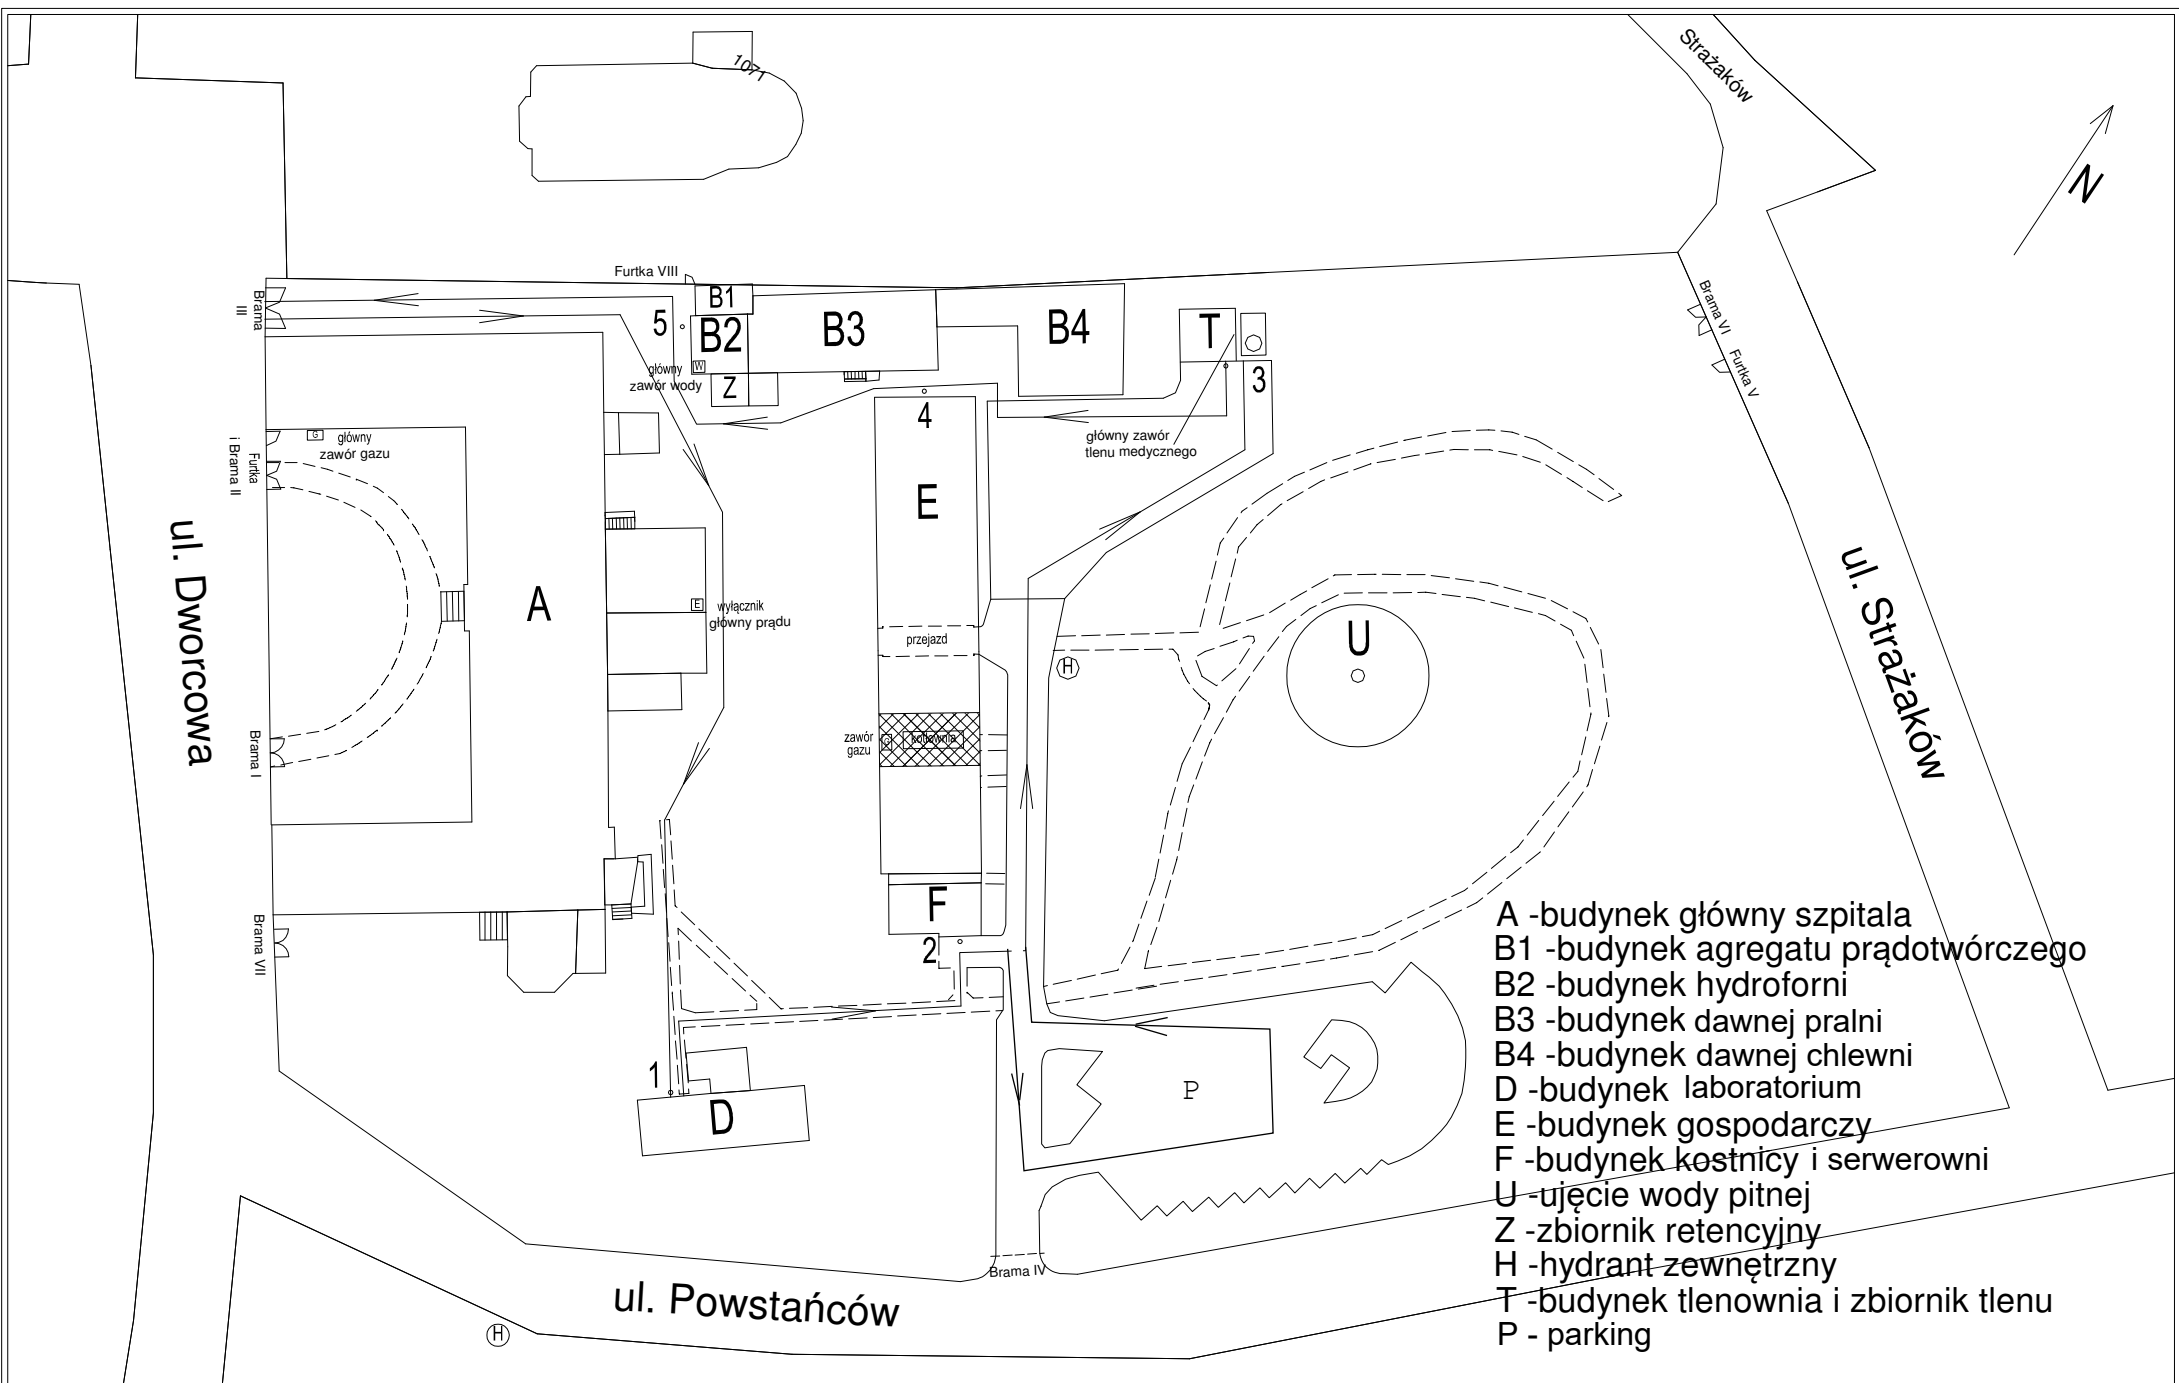 1071
Strażaków
N
Furtka VIII
Brama
III
B1
5
B2
B3
B4
T
3
Brama VI
Furtka V
główny
zawór wody
W
Z
4
główny zawór
tlenu medycznego
G
główny
zawór gazu
Furtka
i Brama II
E
ul. Dworcowa
A
E
wyłącznik
główny prądu
przejazd
H
U
ul. Strażaków
zawór
gazu
G
kotłownia
Brama I
F
2
Brama VII
1
D
P
Brama IV
ul. Powstańców
H
A -budynek główny szpitala
B1 -budynek agregatu prądotwórczego
B2 -budynek hydroforni
B3 -budynek dawnej pralni
B4 -budynek dawnej chlewni
D -budynek laboratorium
E -budynek gospodarczy
F -budynek kostnicy i serwerowni
U -ujęcie wody pitnej
Z -zbiornik retencyjny
H -hydrant zewnętrzny
T -budynek tlenownia i zbiornik tlenu
P - parking